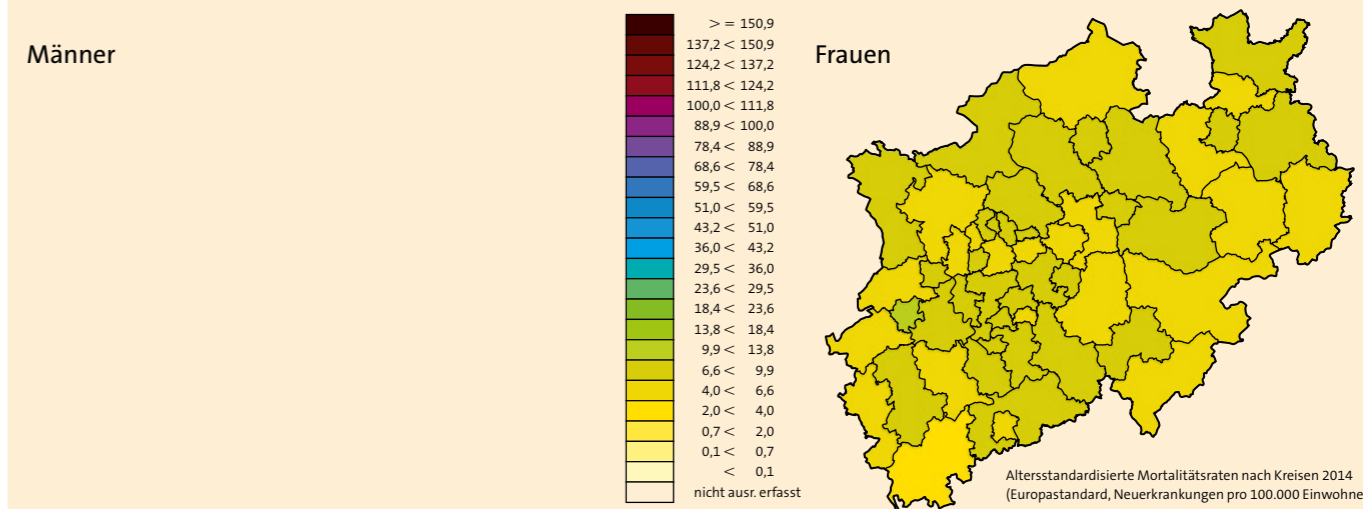 Männer
Frauen
> = 150,9
137,2 < 150,9
124,2 < 137,2
111,8 < 124,2
100,0 < 111,8
88,9 < 100,0
78,4 < 88,9
68,6 < 78,4
59,5 < 68,6
51,0 < 59,5
43,2 < 51,0
36,0 < 43,2
29,5 < 36,0
23,6 < 29,5
18,4 < 23,6
13,8 < 18,4
9,9 < 13,8
6,6 < 9,9
4,0 < 6,6
2,0 < 4,0
0,7 < 2,0
0,1 < 0,7
< 0,1
nicht ausr. erfasst
Altersstandardisierte Mortalitätsraten nach Kreisen 2014
(Europastandard, Neuerkrankungen pro 100.000 Einwohne